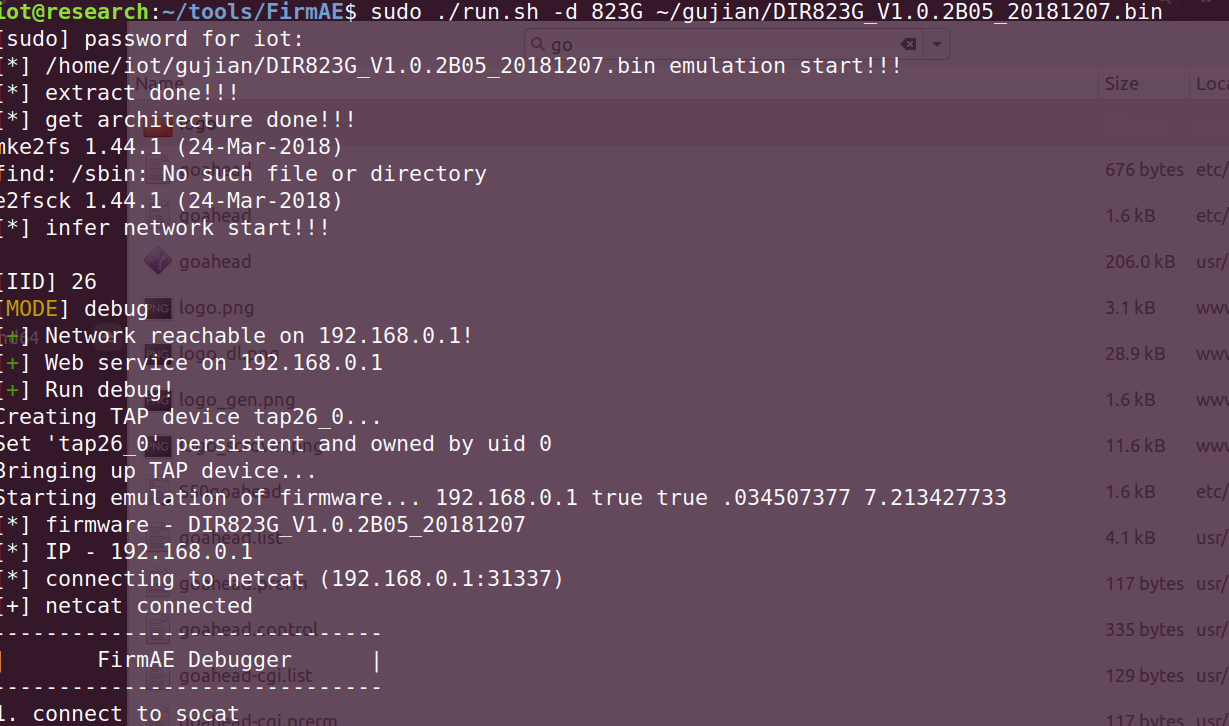 iot@research:~/tools/FirmAE$ sudo ./run.sh -d 823G ~/gujian/DIR823G_V1.0.2B05_20181207.bin
[sudo] password for iot:
go
[*] /home/iot/gujian/DIR823G_V1.0.2B05_20181207.bin emulation start!!!
Name
Size
Loca
[*] extract done!!!
[*] get architecture done!!!
logo
mke2fs 1.44.1 (24-Mar-2018)
find: /sbin: No such file or directory
goahead
676 bytes etc/
e2fsck 1.44.1 (24-Mar-2018)
goahead
1.6 kB etc/
[*] infer network start!!!
goahead
206.0 kB usr/
[IID] 26
[MODE] debug
PNG
logo.png
3.1 kB www
[+] Network reachable on 192.168.0.1!
[+] Web service on 192.168.0.1
28.9 kB www
[+] Run debug!
logo_gen.png
1.6 kB www
Creating TAP device tap26_0...
Set 'tap26_0' persistent and owned by uid 0
11.6 kB www
Bringing up TAP device...
Starting emulation of firmware... 192.168.0.1 true true .034507377 7.213427733
S50goahead
1.6 kB etc/
[*] firmware - DIR823G_V1.0.2B05_20181207
goahead.list
4.1 kB usr/
[*] IP - 192.168.0.1
[*] connecting to netcat (192.168.0.1:31337)
goahead.prerm
117 bytes usr/
[+] netcat connected
------------------------------
goahead.control
335 bytes usr/
| FirmAE Debugger |
------------------------------
goahead-cgi.list
129 bytes usr/
1. connect to socat
goahead-cgi.prerm
117 bytes usr/